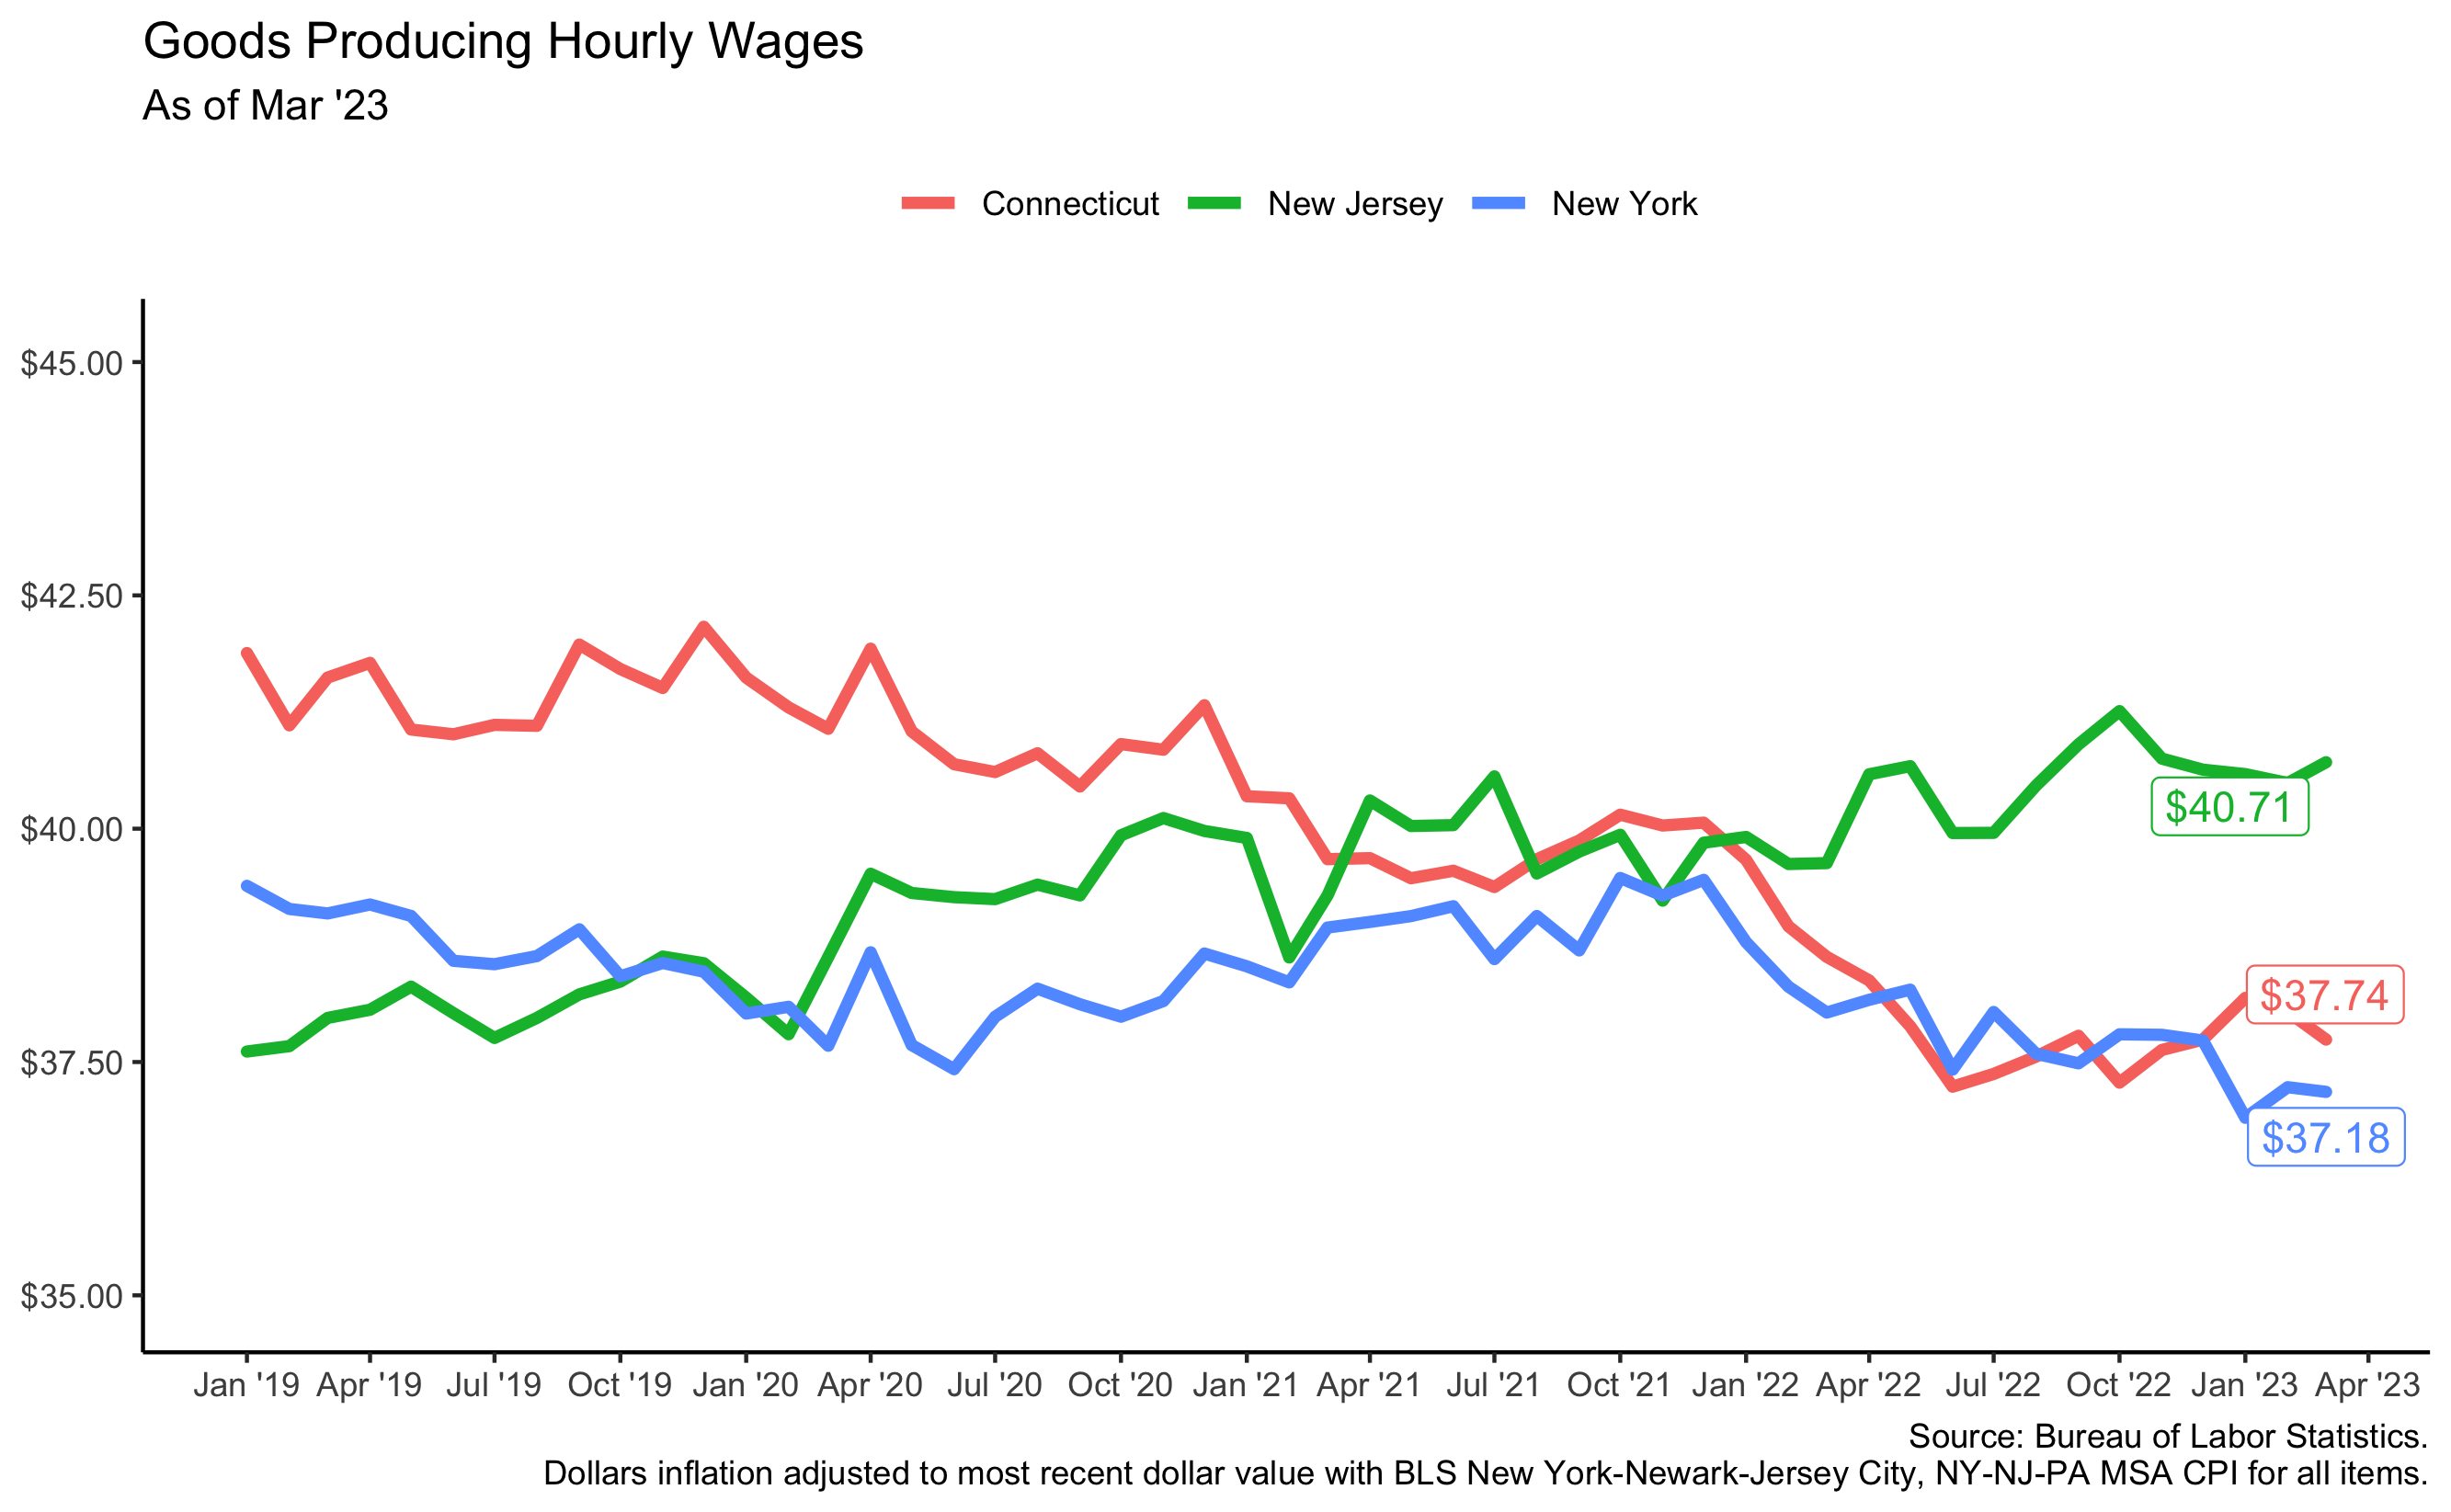 Goods Producing Hourly Wages
As of Mar '23
Connecticut New Jersey New York
$45.00
$42.50
$40.00
$37.50
$35.00
$40.71
$37.74
$37.18
Jan '19 Apr '19 Jul '19 Oct '19 Jan '20 Apr '20 Jul '20 Oct '20 Jan '21 Apr '21 Jul '21 Oct '21 Jan '22 Apr '22 Jul '22 Oct '22 Jan '23 Apr '23
Source: Bureau of Labor Statistics.
Dollars inflation adjusted to most recent dollar value with BLS New York-Newark-Jersey City, NY-NJ-PA MSA CPI for all items.